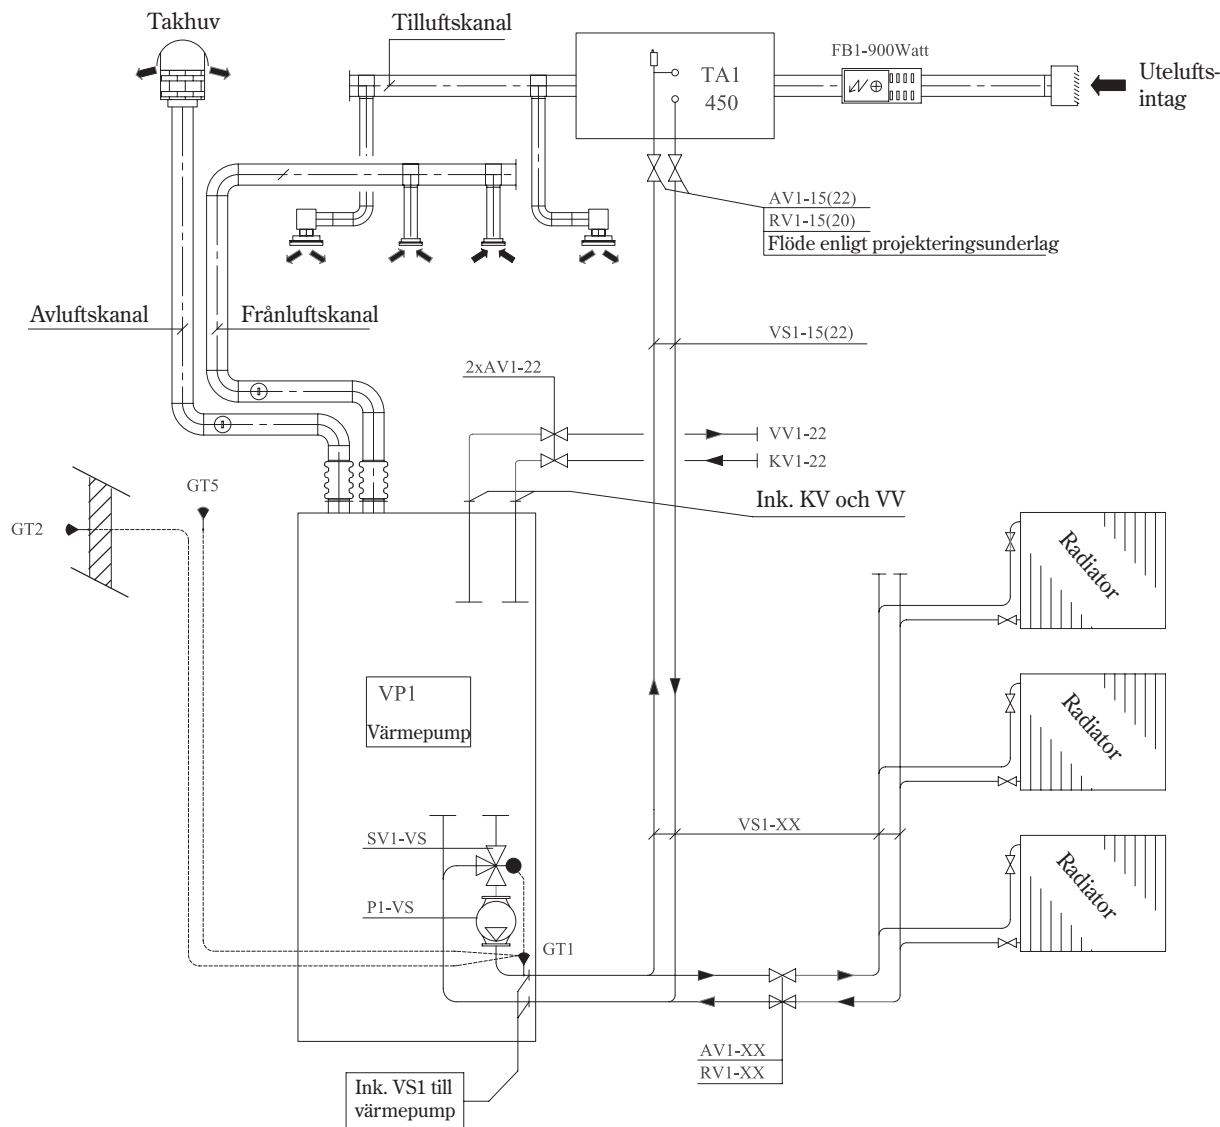 Takhuv
Tilluftskanal
FB1-900Watt
TA1
450
Utelufts-
intag
AV1-15(22)
RV1-15(20)
Flöde enligt projekteringsunderlag
Avluftskanal
Frånluftskanal
VS1-15(22)
2xAV1-22
VV1-22
KV1-22
GT5
Ink. KV och VV
GT2
Radiator
VP1
Värmepump
Radiator
VS1-XX
SV1-VS
Radiator
P1-VS
GT1
AV1-XX
RV1-XX
Ink. VS1 till
värmepump